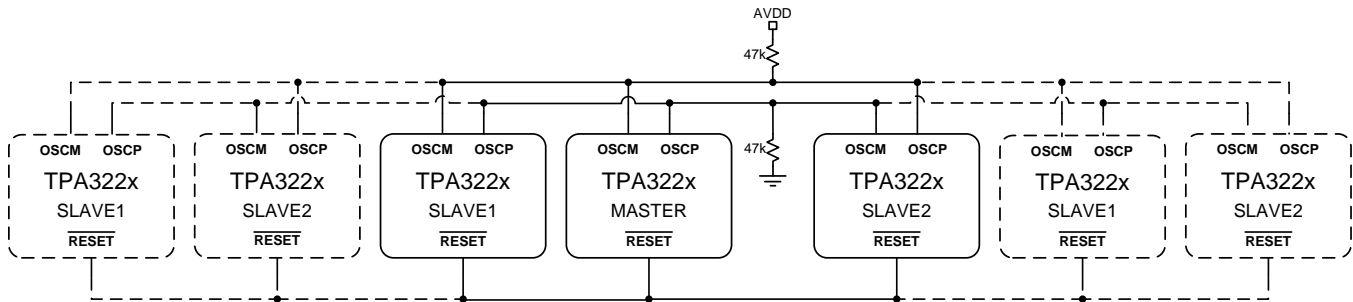 AVDD
47k
47k
OSCM OSCP
TPA322x
SLAVE1
RESET
OSCM OSCP
TPA322x
SLAVE2
RESET
OSCM OSCP
TPA322x
SLAVE1
RESET
OSCM OSCP
TPA322x
MASTER
RESET
OSCM OSCP
TPA322x
SLAVE2
RESET
OSCM OSCP
TPA322x
SLAVE1
RESET
OSCM OSCP
TPA322x
SLAVE2
RESET